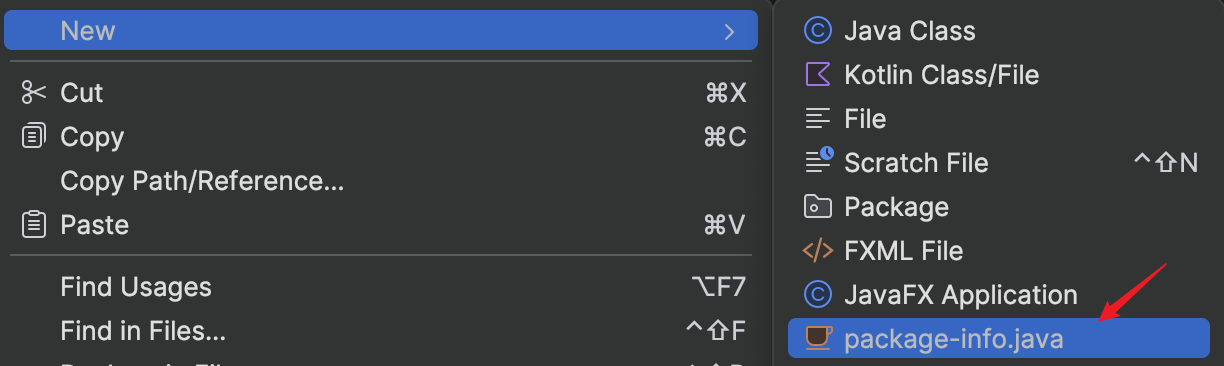 New
Cut ⌘X
Copy ⌘C
Copy Path/Reference...
Paste ⌘V
Find Usages ⌥F7
Find in Files... ^⇧F
Java Class
Kotlin Class/File
File
Scratch File ^⇧N
Package
FXML File
JavaFX Application
package-info.java